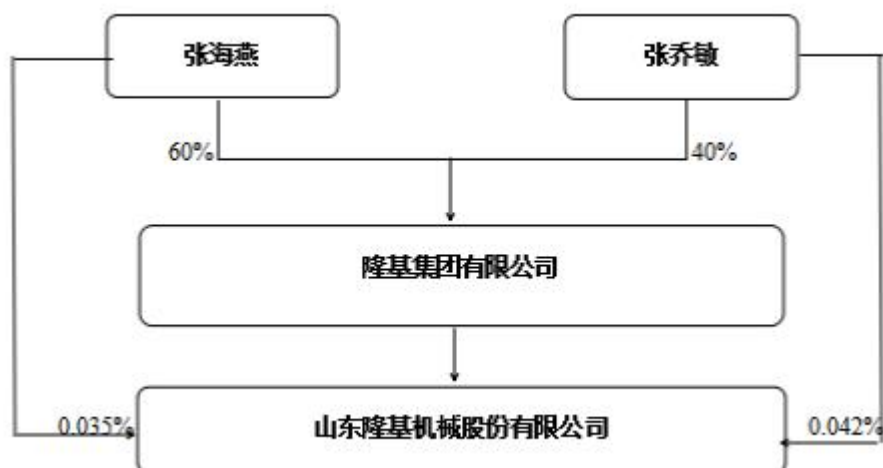 张海燕
张乔敏
60%
40%
隆基集团有限公司
0.035%
山东隆基机械股份有限公司
0.042%